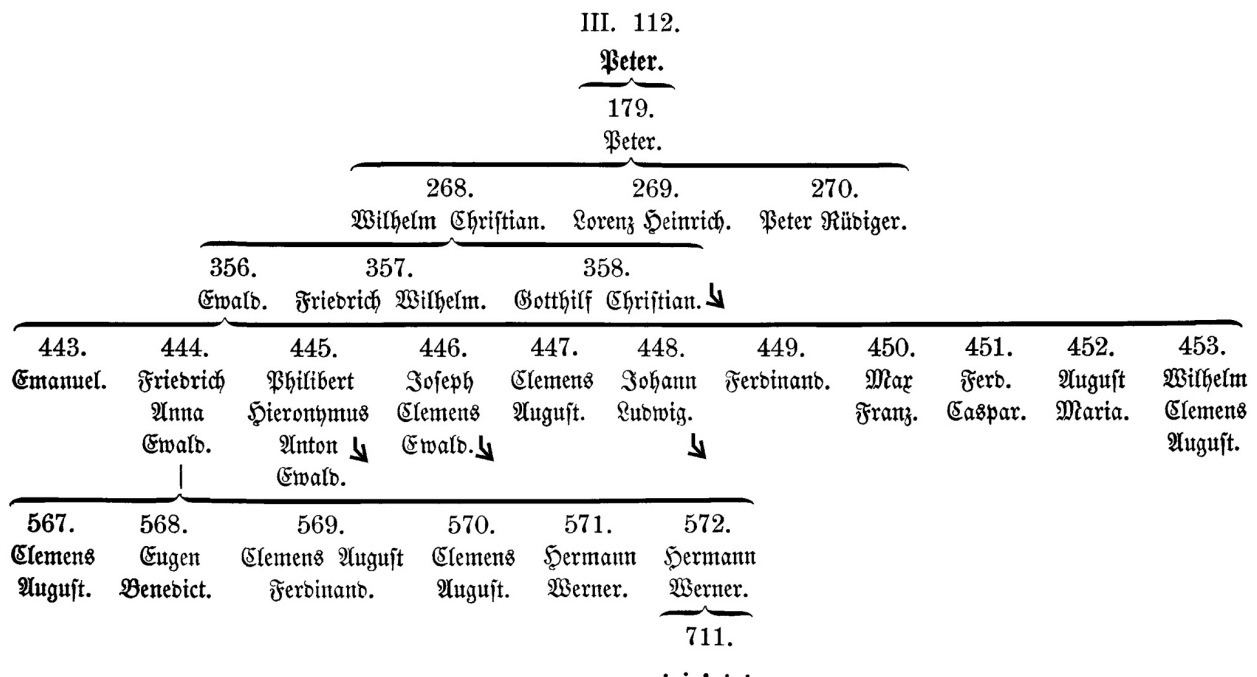 III. 112.
Peter.
179.
Peter.
268. 269. 270.
Wilhelm Chriſtian. Lorenz Heinrich. Peter Rüdiger.
356. 357. 358.
Ewald. Friedrich Wilhelm. Gotthilf Chriſtian.
443. 444. 445. 446. 447. 448. 449. 450. 451. 452. 453.
Emanuel. Friedrich Philibert Joſeph Clemens Johann Ferdinand. Max Ferd. Auguſt Wilhelm
Anna Hieronymus Clemens Auguſt. Ludwig. Franz. Caspar. Maria. Clemens
Ewald. Anton Ewald. Auguſt.
Ewald.
567. 568. 569. 570. 571. 572.
Clemens Eugen Clemens Auguſt Clemens Hermann Hermann
Auguſt. Benedict. Ferdinand. Auguſt. Werner. Werner.
711.